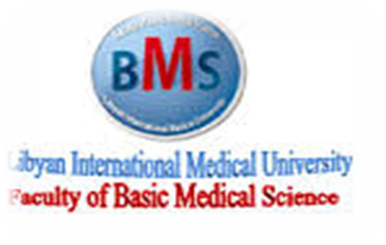 BMS
Libyan International Medical University
Faculty of Basic Medical Science